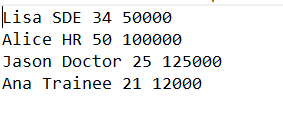 Lisa SDE 34 50000
Alice HR 50 100000
Jason Doctor 25 125000
Ana Trainee 21 12000